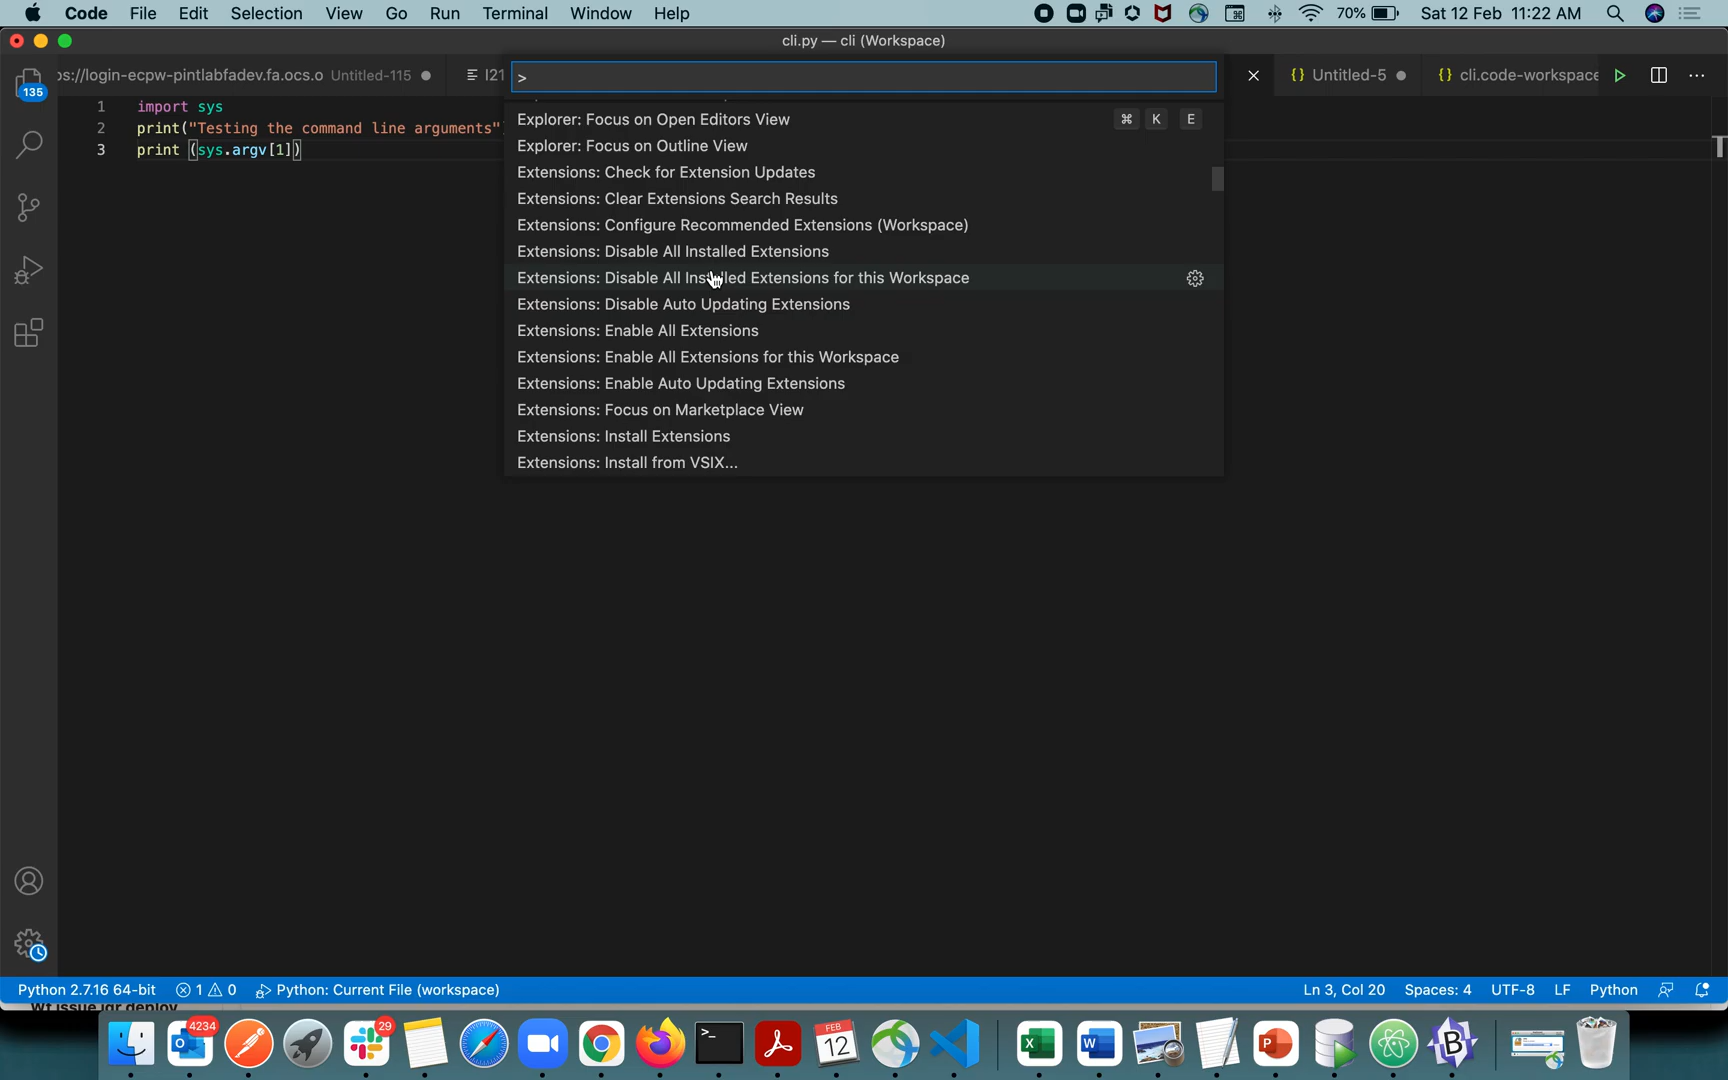 Code File Edit Selection View Go Run Terminal Window Help 70% Sat 12 Feb 11:22 AM
cli.py — cli (Workspace)
135
ps://login-ecpw-pintlabfadev.fa.ocs.o Untitled-115 I21 > {} Untitled-5 {} cli.code-workspace
1 import sys
2 print("Testing the command line arguments")
3 print (sys.argv[1])
Explorer: Focus on Open Editors View ⌘ K E
Explorer: Focus on Outline View
Extensions: Check for Extension Updates
Extensions: Clear Extensions Search Results
Extensions: Configure Recommended Extensions (Workspace)
Extensions: Disable All Installed Extensions
Extensions: Disable All Installed Extensions for this Workspace
Extensions: Disable Auto Updating Extensions
Extensions: Enable All Extensions
Extensions: Enable All Extensions for this Workspace
Extensions: Enable Auto Updating Extensions
Extensions: Focus on Marketplace View
Extensions: Install Extensions
Extensions: Install from VSIX...
Python 2.7.16 64-bit 1 0 Python: Current File (workspace) Ln 3, Col 20 Spaces: 4 UTF-8 LF Python
Wf issue jar deploy
4234 29 FEB 12